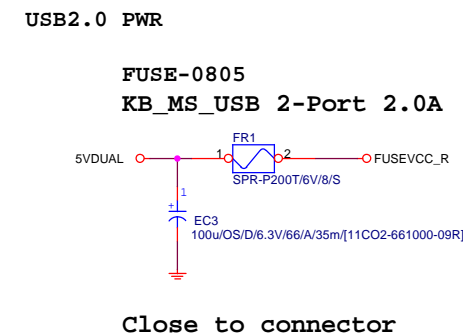 USB2.0 PWR
FUSE-0805
KB_MS_USB 2-Port 2.0A
FR1
5VDUAL
1
2
FUSEVCC_R
SPR-P200T/6V/8/S
1
+
EC3
100u/OS/D/6.3V/66/A/35m/[11CO2-661000-09R]
Close to connector